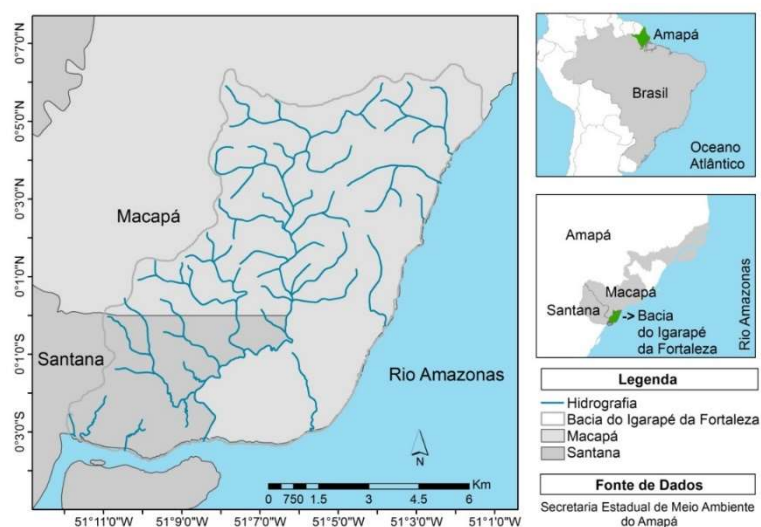 0°7'0"N
0°5'0"N
0°3'0"N
0°1'0"N
0°1'0"S
0°3'0"S
Macapá
Santana
Rio Amazonas
N
Km
0 750 1.5 3 4.5 6
51°11'0"W 51°9'0"W 51°7'0"W 51°5'0"W 51°3'0"W 51°1'0"W
Amapá
Brasil
Oceano
Atlântico
Amapá
Macapá
Santana
-> Bacia
do Igarapé
da Fortaleza
Rio Amazonas
Legenda
Hidrografia
Bacia do Igarapé da Fortaleza
Macapá
Santana
Fonte de Dados
Secretaria Estadual de Meio Ambiente
do Amapá